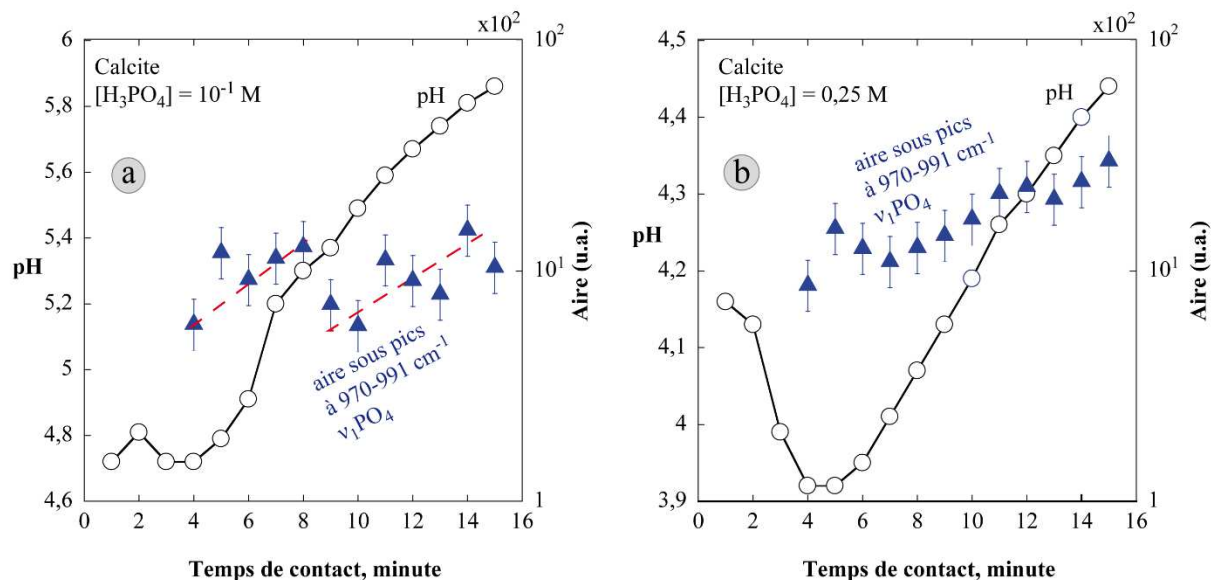 x10²
10²
6
5,8
5,6
5,4
5,2
5
4,8
4,6
pH
Calcite
[H₃PO₄] = 10⁻¹ M
pH
a
aire sous pics
à 970-991 cm⁻¹
ν₁PO₄
10¹
1
Aire (u.a.)
0
2
4
6
8
10
12
14
16
Temps de contact, minute
x10²
10²
4,5
4,4
4,3
4,2
4,1
4
3,9
pH
Calcite
[H₃PO₄] = 0,25 M
pH
b
aire sous pics
à 970-991 cm⁻¹
ν₁PO₄
10¹
1
Aire (u.a.)
0
2
4
6
8
10
12
14
16
Temps de contact, minute